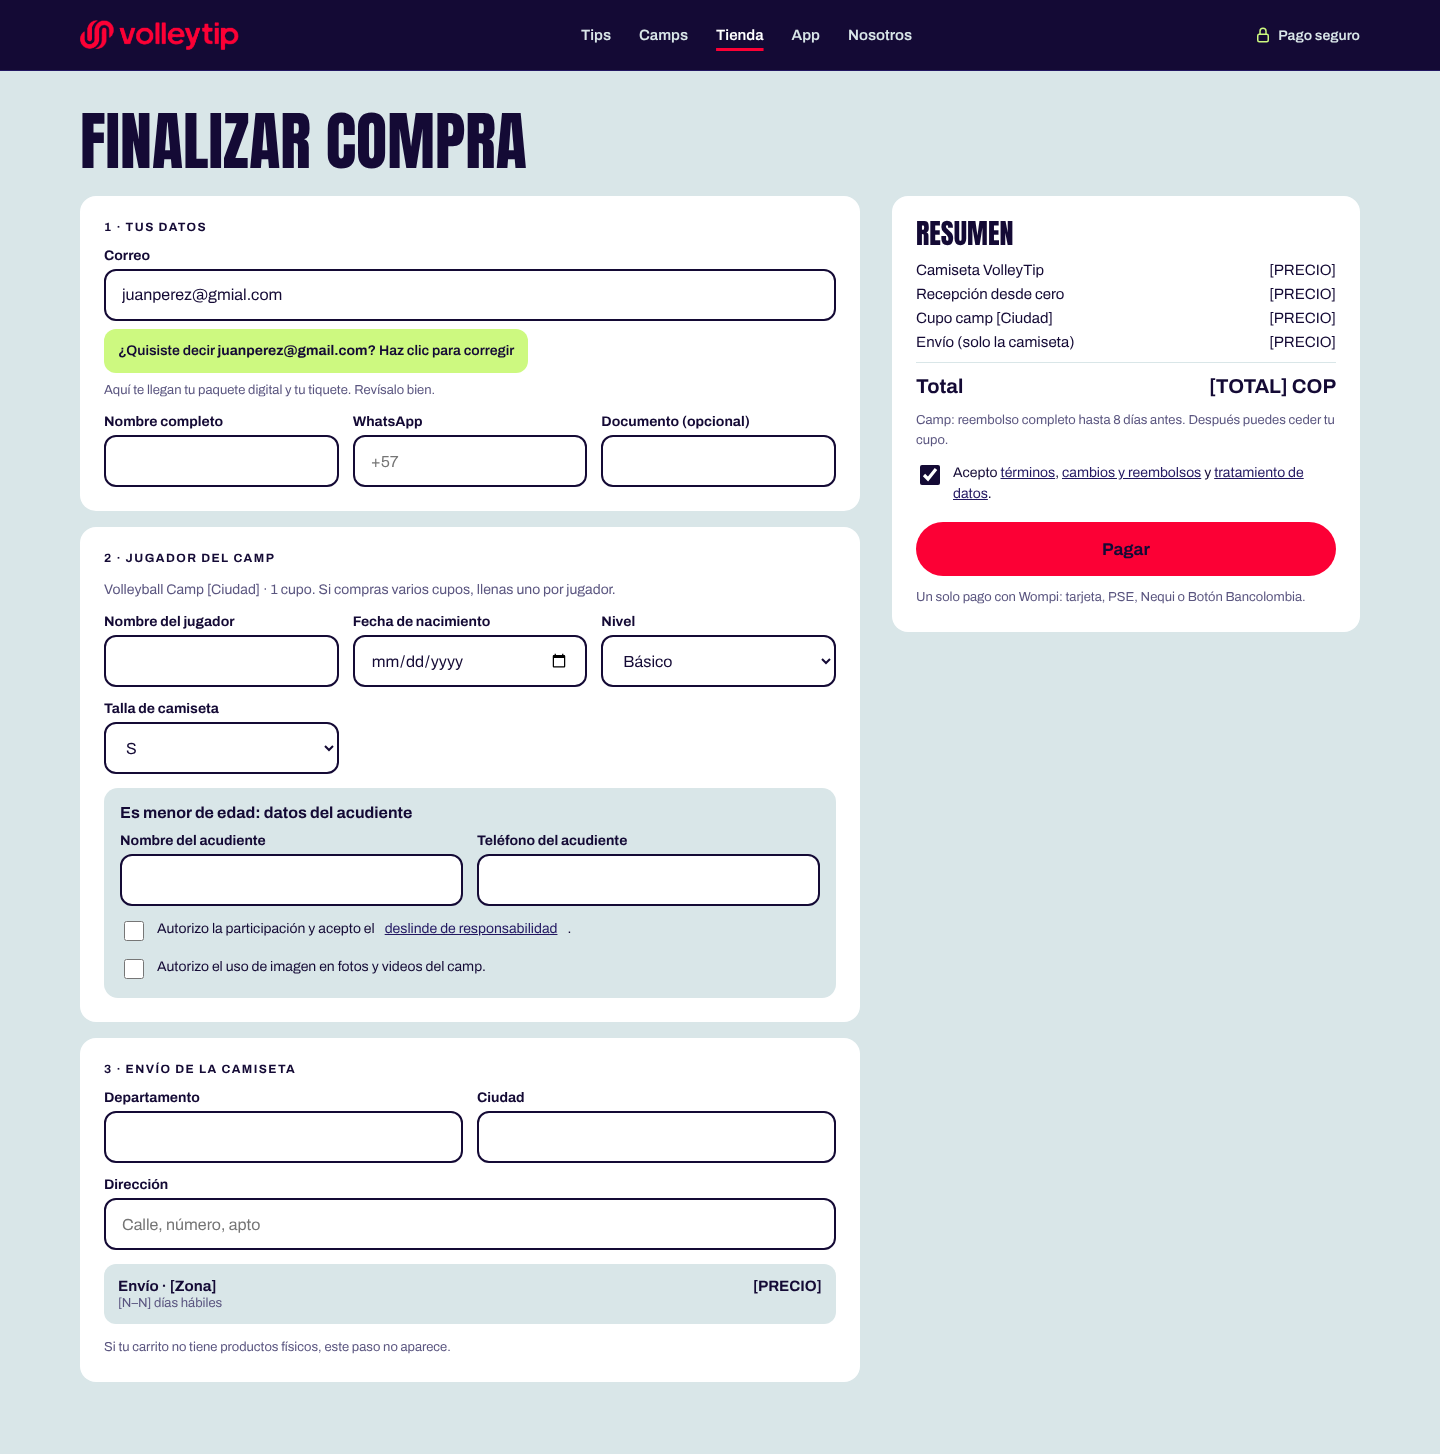 volleytip
Tips Camps Tienda App Nosotros
Pago seguro
FINALIZAR COMPRA
1 · TUS DATOS
Correo
juanperez@gmial.com
¿Quisiste decir juanperez@gmail.com? Haz clic para corregir
Aquí te llegan tu paquete digital y tu tiquete. Revísalo bien.
Nombre completo WhatsApp Documento (opcional)
+57
2 · JUGADOR DEL CAMP
Volleyball Camp [Ciudad] · 1 cupo. Si compras varios cupos, llenas uno por jugador.
Nombre del jugador Fecha de nacimiento Nivel
mm/dd/yyyy Básico
Talla de camiseta
S
Es menor de edad: datos del acudiente
Nombre del acudiente Teléfono del acudiente
Autorizo la participación y acepto el deslinde de responsabilidad .
Autorizo el uso de imagen en fotos y videos del camp.
3 · ENVÍO DE LA CAMISETA
Departamento Ciudad
Dirección
Calle, número, apto
Envío · [Zona] [PRECIO]
[N–N] días hábiles
Si tu carrito no tiene productos físicos, este paso no aparece.
RESUMEN
Camiseta VolleyTip [PRECIO]
Recepción desde cero [PRECIO]
Cupo camp [Ciudad] [PRECIO]
Envío (solo la camiseta) [PRECIO]
Total [TOTAL] COP
Camp: reembolso completo hasta 8 días antes. Después puedes ceder tu
cupo.
Acepto términos, cambios y reembolsos y tratamiento de
datos.
Pagar
Un solo pago con Wompi: tarjeta, PSE, Nequi o Botón Bancolombia.